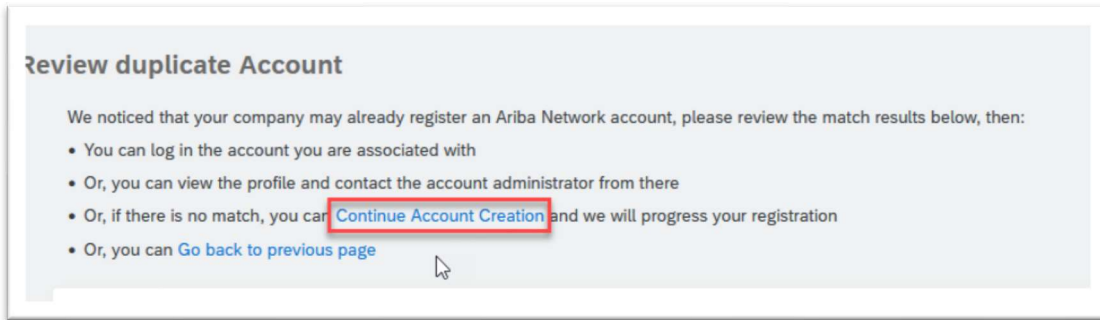 Review duplicate Account
We noticed that your company may already register an Ariba Network account, please review the match results below, then:
• You can log in the account you are associated with
• Or, you can view the profile and contact the account administrator from there
• Or, if there is no match, you can Continue Account Creation and we will progress your registration
• Or, you can Go back to previous page